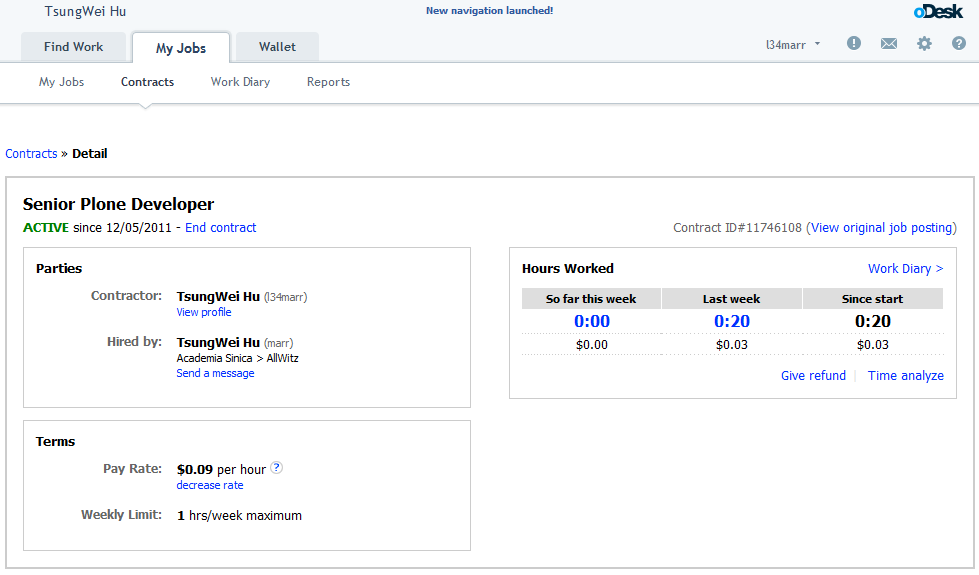 TsungWei Hu
New navigation launched!
oDesk
Find Work My Jobs Wallet
l34marr
My Jobs Contracts Work Diary Reports
Contracts » Detail
Senior Plone Developer
ACTIVE since 12/05/2011 - End contract
Contract ID#11746108 (View original job posting)
Parties
Contractor: TsungWei Hu (l34marr)
View profile
Hired by: TsungWei Hu (marr)
Academia Sinica > AllWitz
Send a message
Hours Worked Work Diary >
So far this week Last week Since start
0:00 0:20 0:20
$0.00 $0.03 $0.03
Give refund Time analyze
Terms
Pay Rate: $0.09 per hour ?
decrease rate
Weekly Limit: 1 hrs/week maximum